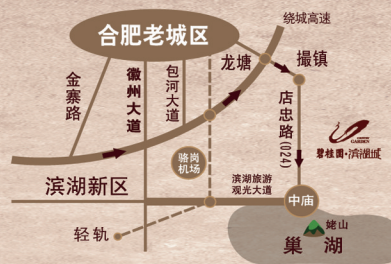 绕城高速
合肥老城区
龙塘
撮镇
金寨路
徽州大道
包河大道
店忠路(024)
GARDEN
碧桂园·滨湖城
骆岗
机场
滨湖新区
滨湖旅游
观光大道
中庙
轻轨
姥山
巢湖